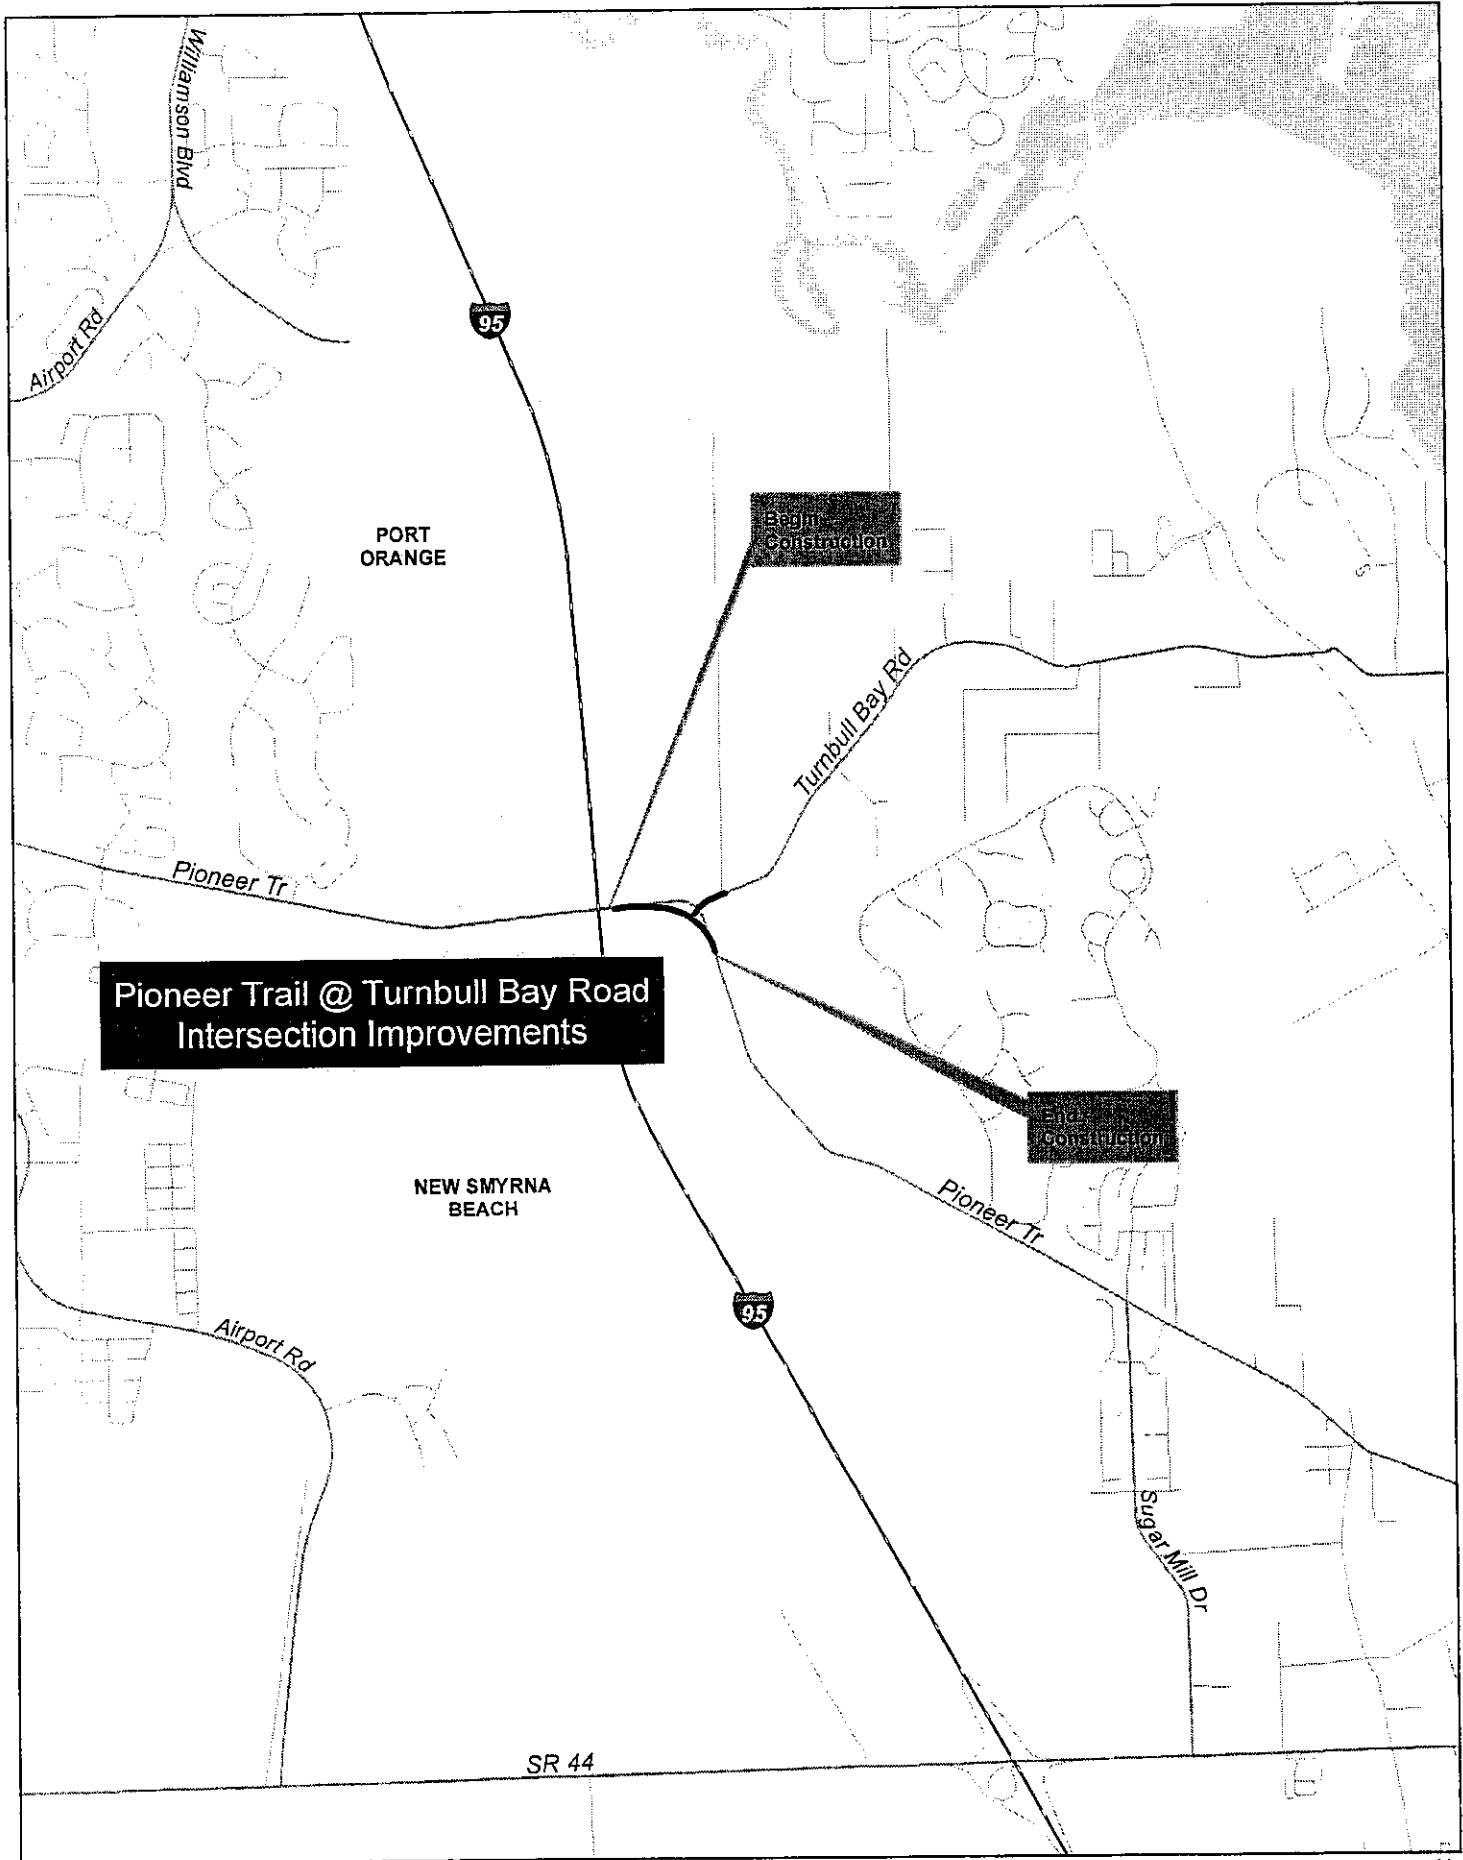 Williamson Blvd
Airport Rd
95
PORT
ORANGE
Begin
Construction
Turnbull Bay Rd
Pioneer Tr
Pioneer Trail @ Turnbull Bay Road
Intersection Improvements
End
Construction
NEW SMYRNA
BEACH
Pioneer Tr
95
Airport Rd
Sugar Mill Dr
SR 44